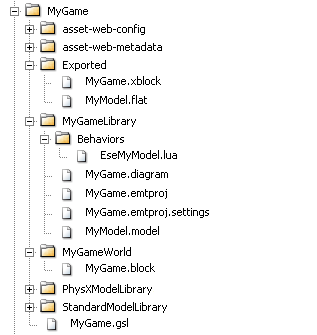 MyGame
asset-web-config
asset-web-metadata
Exported
MyGame.xblock
MyModel.flat
MyGameLibrary
Behaviors
EseMyModel.lua
MyGame.diagram
MyGame.emtproj
MyGame.emtproj.settings
MyModel.model
MyGameWorld
MyGame.block
PhysXModelLibrary
StandardModelLibrary
MyGame.gsl